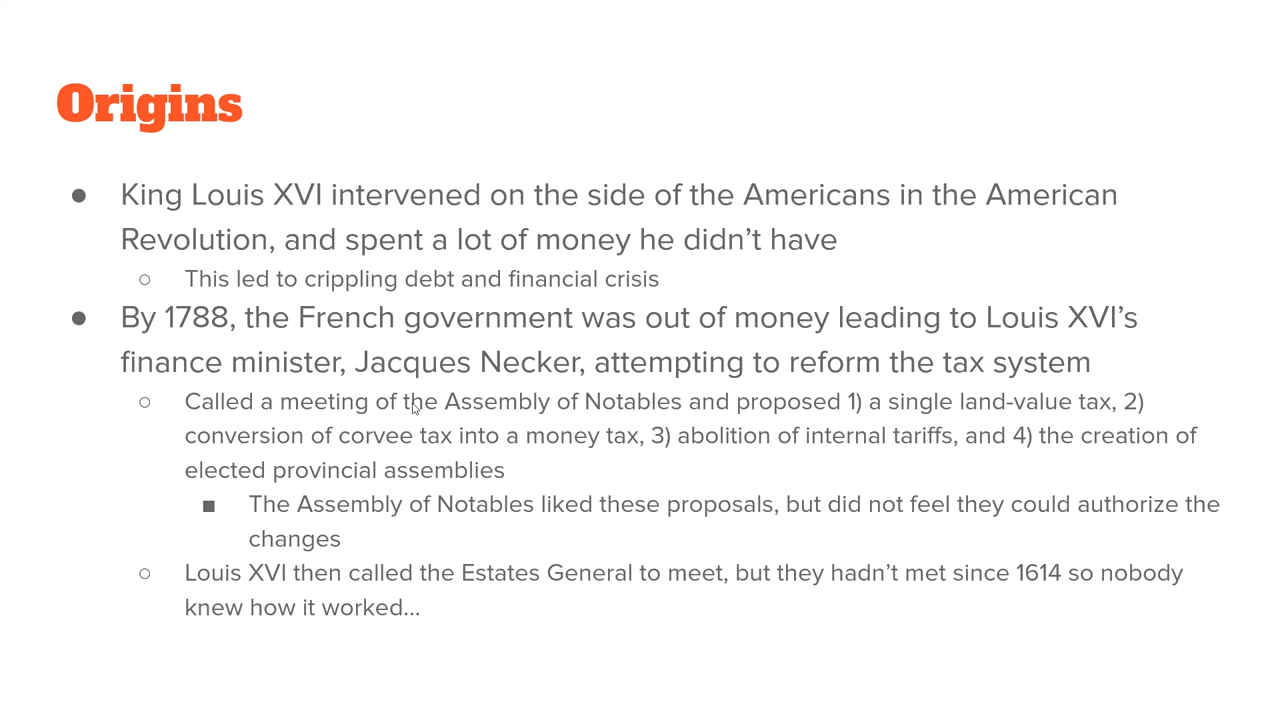 Origins
● King Louis XVI intervened on the side of the Americans in the American
Revolution, and spent a lot of money he didn't have
○ This led to crippling debt and financial crisis
● By 1788, the French government was out of money leading to Louis XVI's
finance minister, Jacques Necker, attempting to reform the tax system
○ Called a meeting of the Assembly of Notables and proposed 1) a single land-value tax, 2)
conversion of corvee tax into a money tax, 3) abolition of internal tariffs, and 4) the creation of
elected provincial assemblies
■ The Assembly of Notables liked these proposals, but did not feel they could authorize the
changes
○ Louis XVI then called the Estates General to meet, but they hadn't met since 1614 so nobody
knew how it worked...